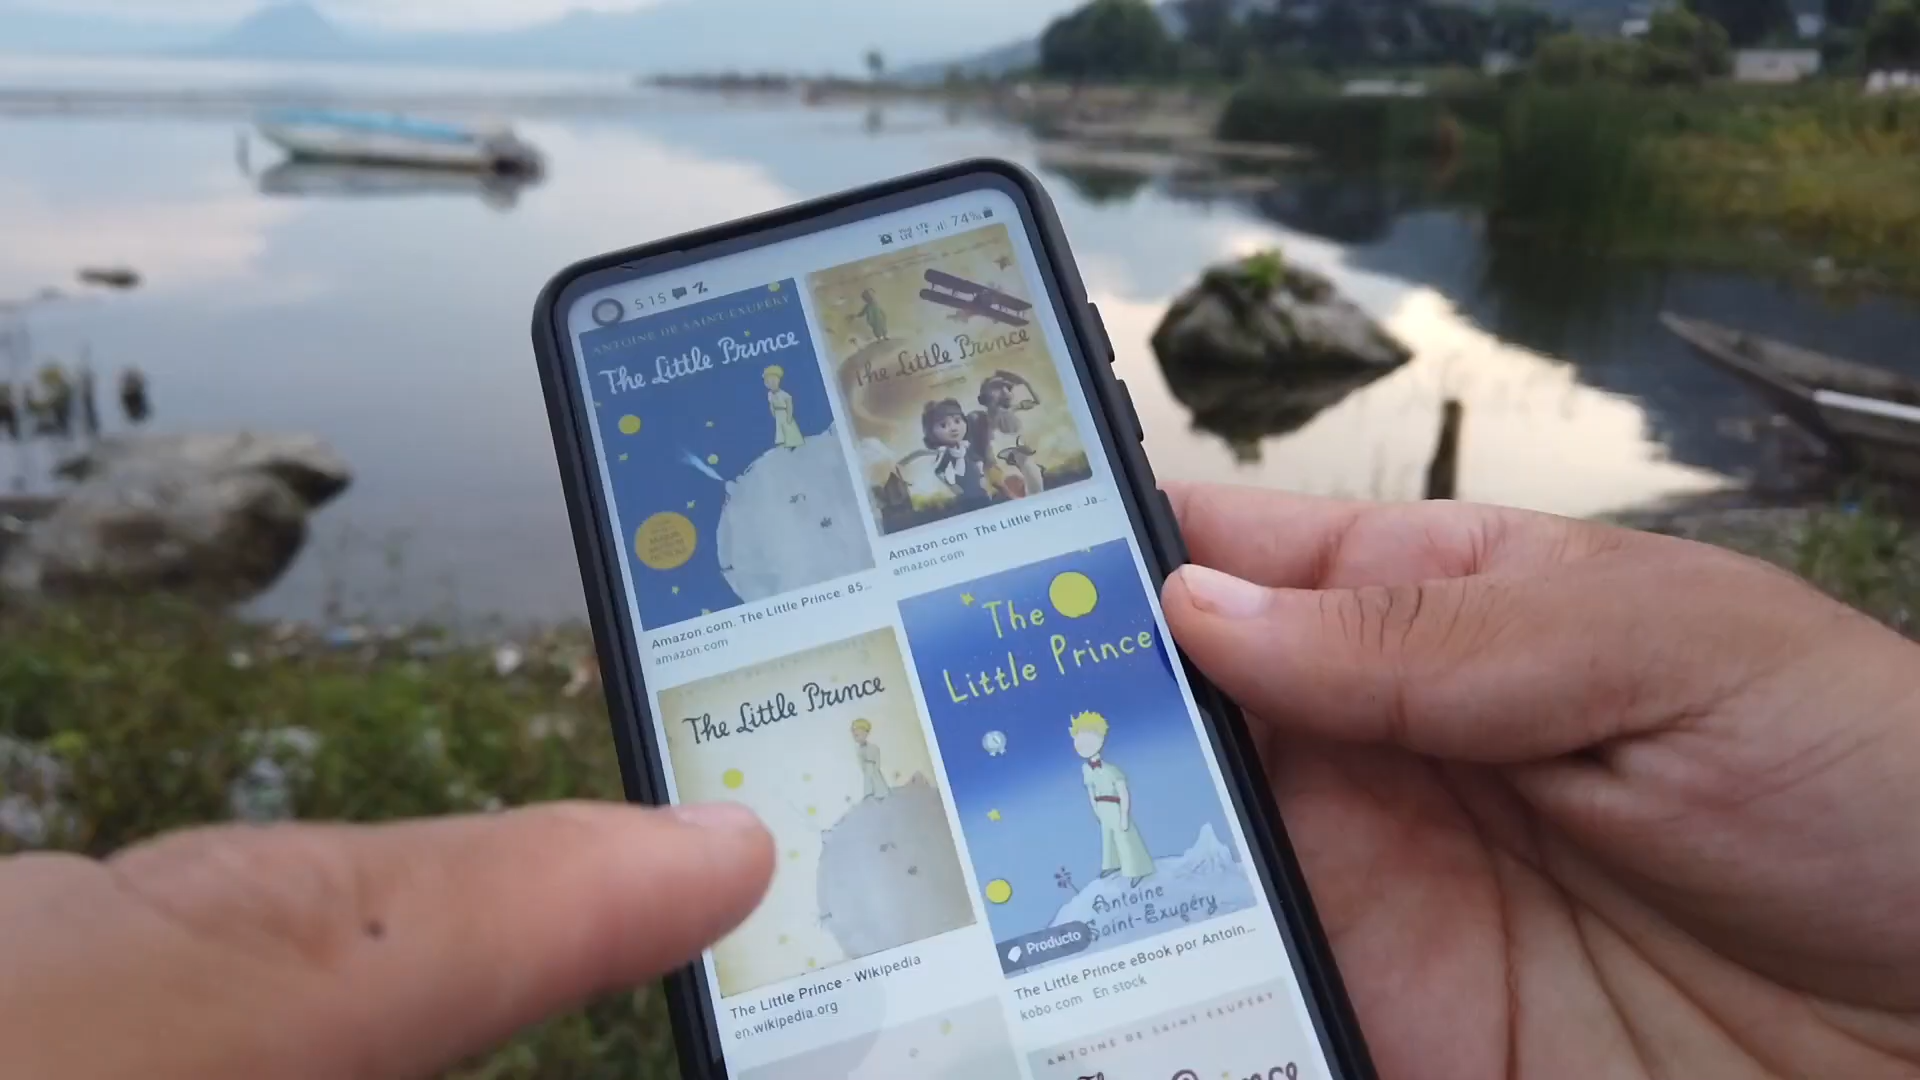 5:15
74%
ANTOINE DE SAINT-EXUPÉRY
The Little Prince
Amazon.com. The Little Prince. 85...
amazon.com
The Little Prince
Amazon.com The Little Prince : Ja...
amazon.com
The Little Prince
The Little Prince - Wikipedia
en.wikipedia.org
The
Little Prince
Antoine
Saint-Exupéry
Producto
The Little Prince eBook por Antoin...
kobo.com En stock
ANTOINE DE SAINT EXUPÉRY